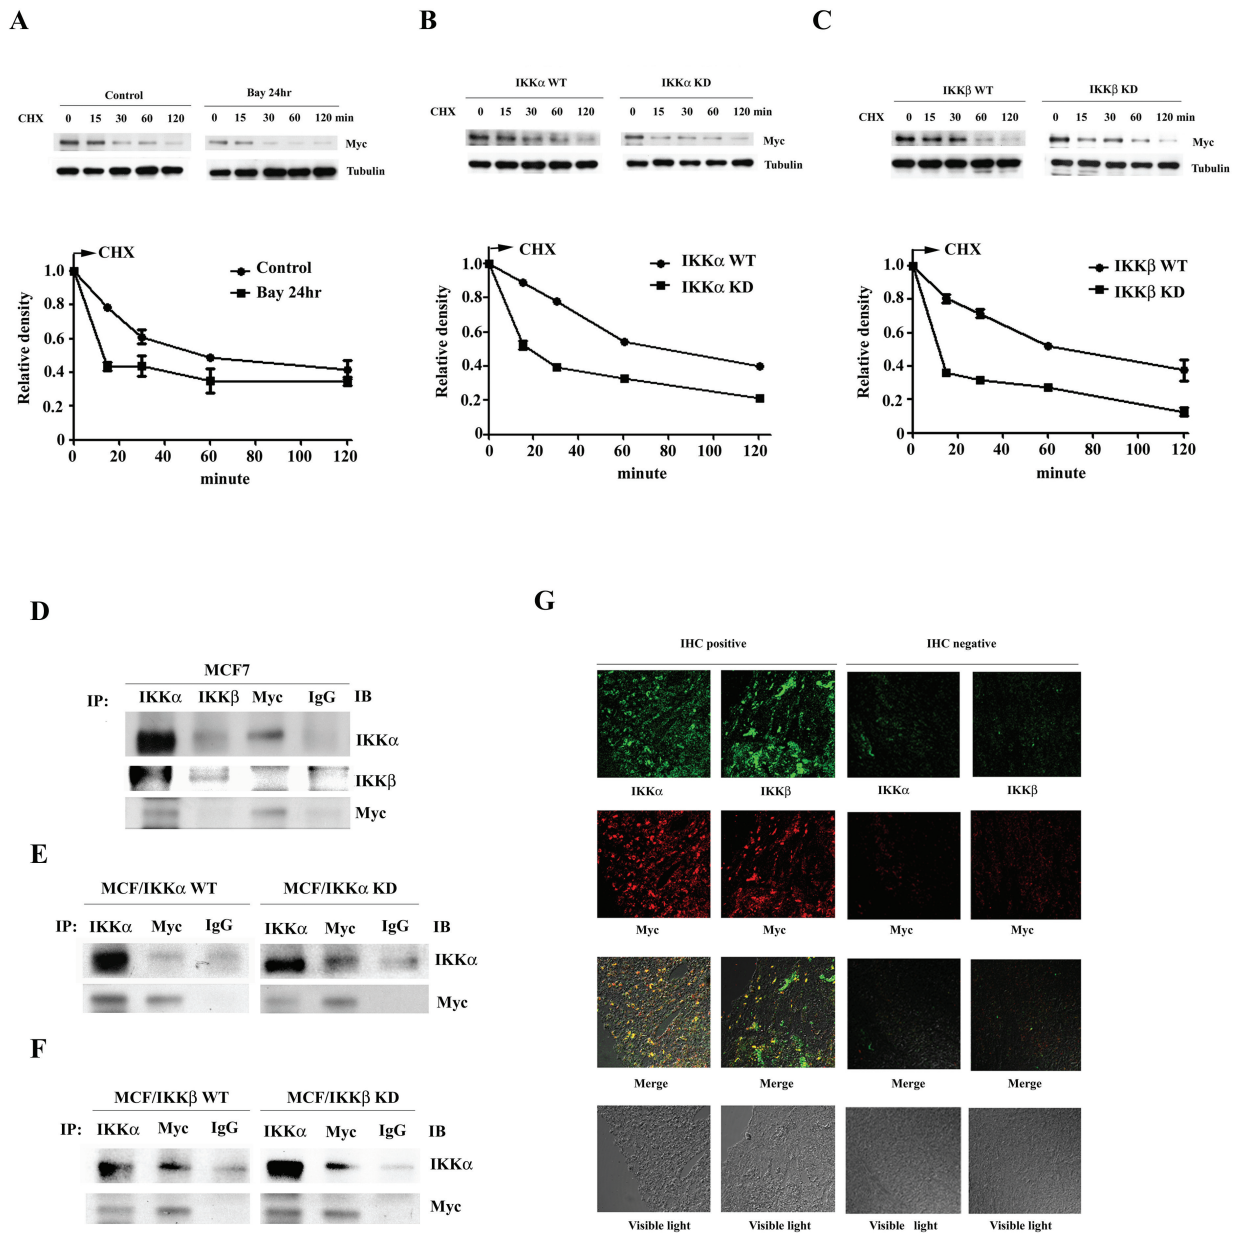 A
Control
Bay 24hr
CHX 0 15 30 60 120 0 15 30 60 120 min
Myc
Tubulin
CHX
Control
Bay 24hr
Relative density
1.0
0.8
0.6
0.4
0.2
0
0 20 40 60 80 100 120
minute
B
IKKα WT
IKKα KD
CHX 0 15 30 60 120 0 15 30 60 120 min
Myc
Tubulin
CHX
IKKα WT
IKKα KD
Relative density
1.0
0.8
0.6
0.4
0.2
0
0 20 40 60 80 100 120
minute
C
IKKβ WT
IKKβ KD
CHX 0 15 30 60 120 0 15 30 60 120 min
Myc
Tubulin
CHX
IKKβ WT
IKKβ KD
Relative density
1.0
0.8
0.6
0.4
0.2
0
0 20 40 60 80 100 120
minute
D
MCF7
IP: IKKα IKKβ Myc IgG IB
IKKα
IKKβ
Myc
E
MCF/IKKα WT MCF/IKKα KD
IP: IKKα Myc IgG IKKα Myc IgG IB
IKKα
Myc
F
MCF/IKKβ WT MCF/IKKβ KD
IP: IKKα Myc IgG IKKα Myc IgG IB
IKKα
Myc
G
IHC positive IHC negative
IKKα IKKβ IKKα IKKβ
Myc Myc Myc Myc
Merge Merge Merge Merge
Visible light Visible light Visible light Visible light